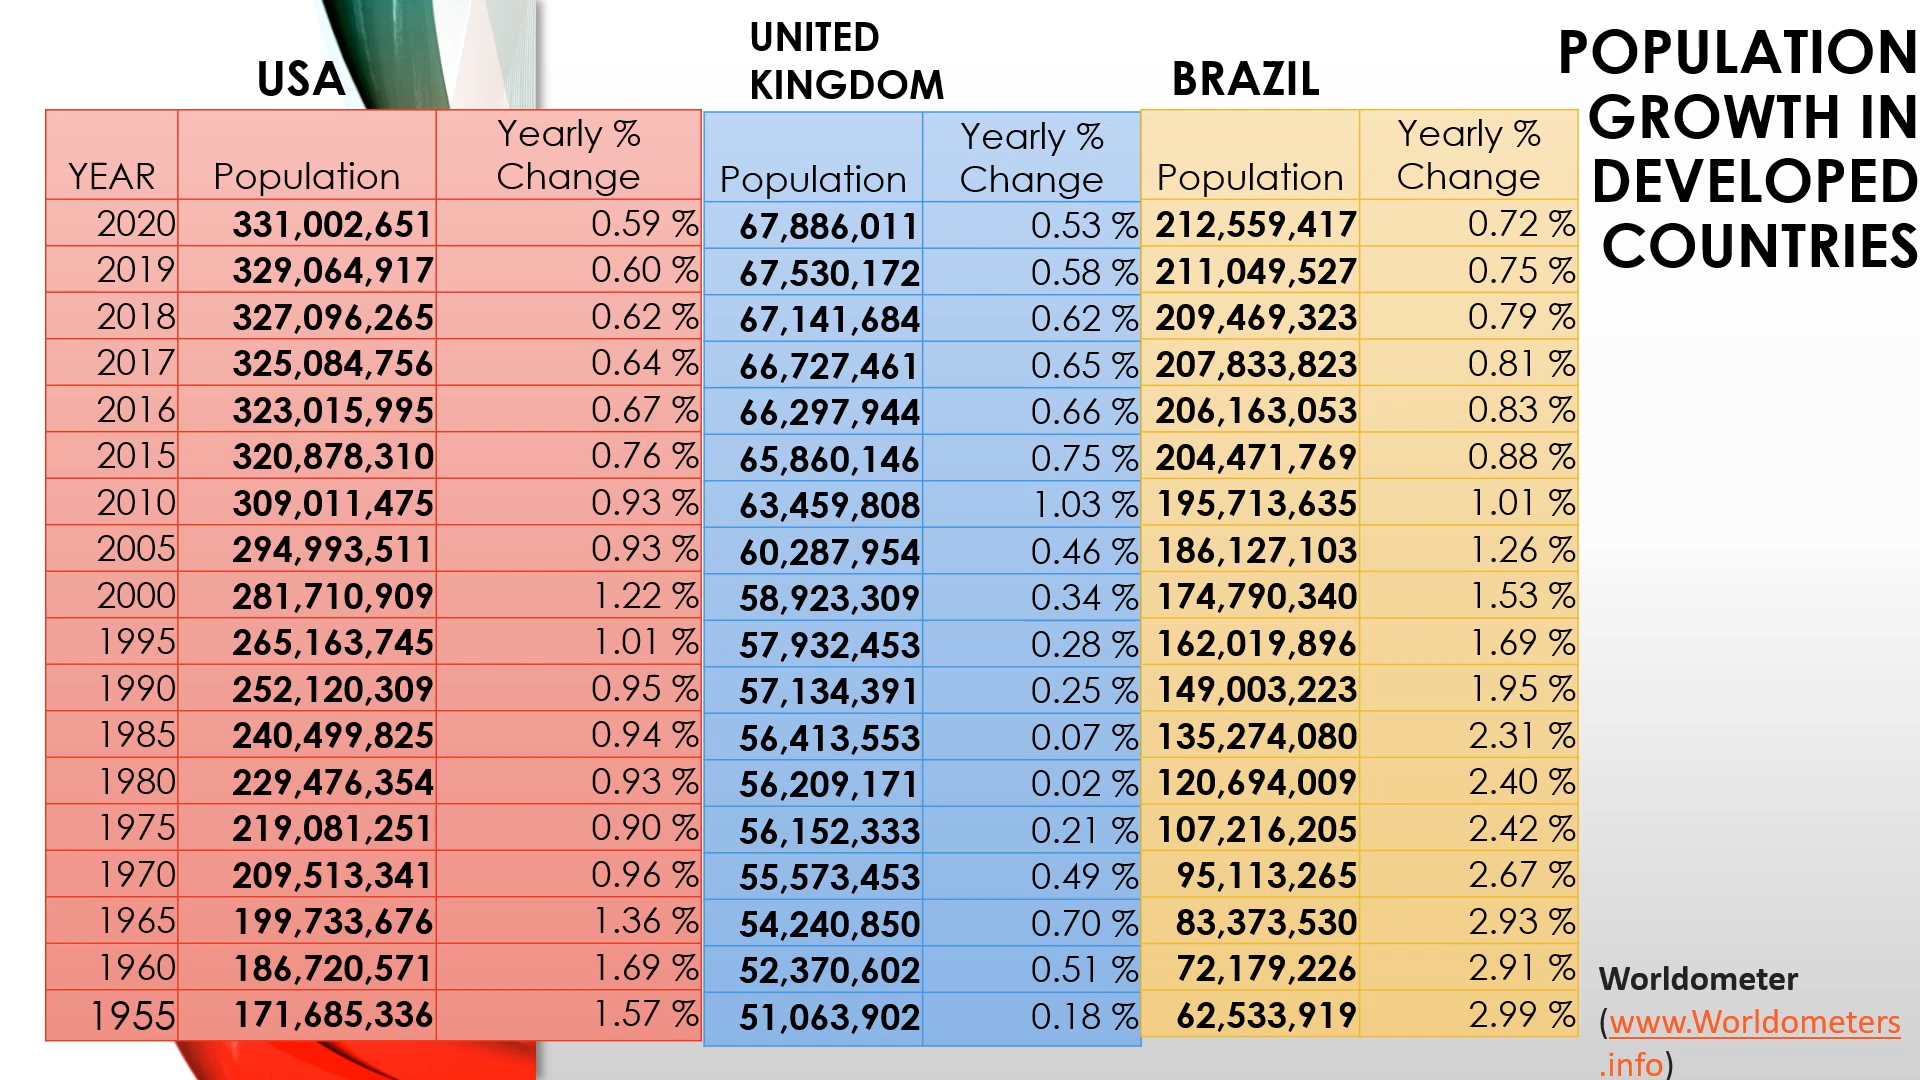 USA
UNITED
KINGDOM
BRAZIL
POPULATION
GROWTH IN
DEVELOPED
COUNTRIES
YEAR Population Yearly % Change Population Yearly % Change Population Yearly % Change
2020 331,002,651 0.59 % 67,886,011 0.53 % 212,559,417 0.72 %
2019 329,064,917 0.60 % 67,530,172 0.58 % 211,049,527 0.75 %
2018 327,096,265 0.62 % 67,141,684 0.62 % 209,469,323 0.79 %
2017 325,084,756 0.64 % 66,727,461 0.65 % 207,833,823 0.81 %
2016 323,015,995 0.67 % 66,297,944 0.66 % 206,163,053 0.83 %
2015 320,878,310 0.76 % 65,860,146 0.75 % 204,471,769 0.88 %
2010 309,011,475 0.93 % 63,459,808 1.03 % 195,713,635 1.01 %
2005 294,993,511 0.93 % 60,287,954 0.46 % 186,127,103 1.26 %
2000 281,710,909 1.22 % 58,923,309 0.34 % 174,790,340 1.53 %
1995 265,163,745 1.01 % 57,932,453 0.28 % 162,019,896 1.69 %
1990 252,120,309 0.95 % 57,134,391 0.25 % 149,003,223 1.95 %
1985 240,499,825 0.94 % 56,413,553 0.07 % 135,274,080 2.31 %
1980 229,476,354 0.93 % 56,209,171 0.02 % 120,694,009 2.40 %
1975 219,081,251 0.90 % 56,152,333 0.21 % 107,216,205 2.42 %
1970 209,513,341 0.96 % 55,573,453 0.49 % 95,113,265 2.67 %
1965 199,733,676 1.36 % 54,240,850 0.70 % 83,373,530 2.93 %
1960 186,720,571 1.69 % 52,370,602 0.51 % 72,179,226 2.91 %
1955 171,685,336 1.57 % 51,063,902 0.18 % 62,533,919 2.99 %
Worldometer
(www.Worldometers
.info)